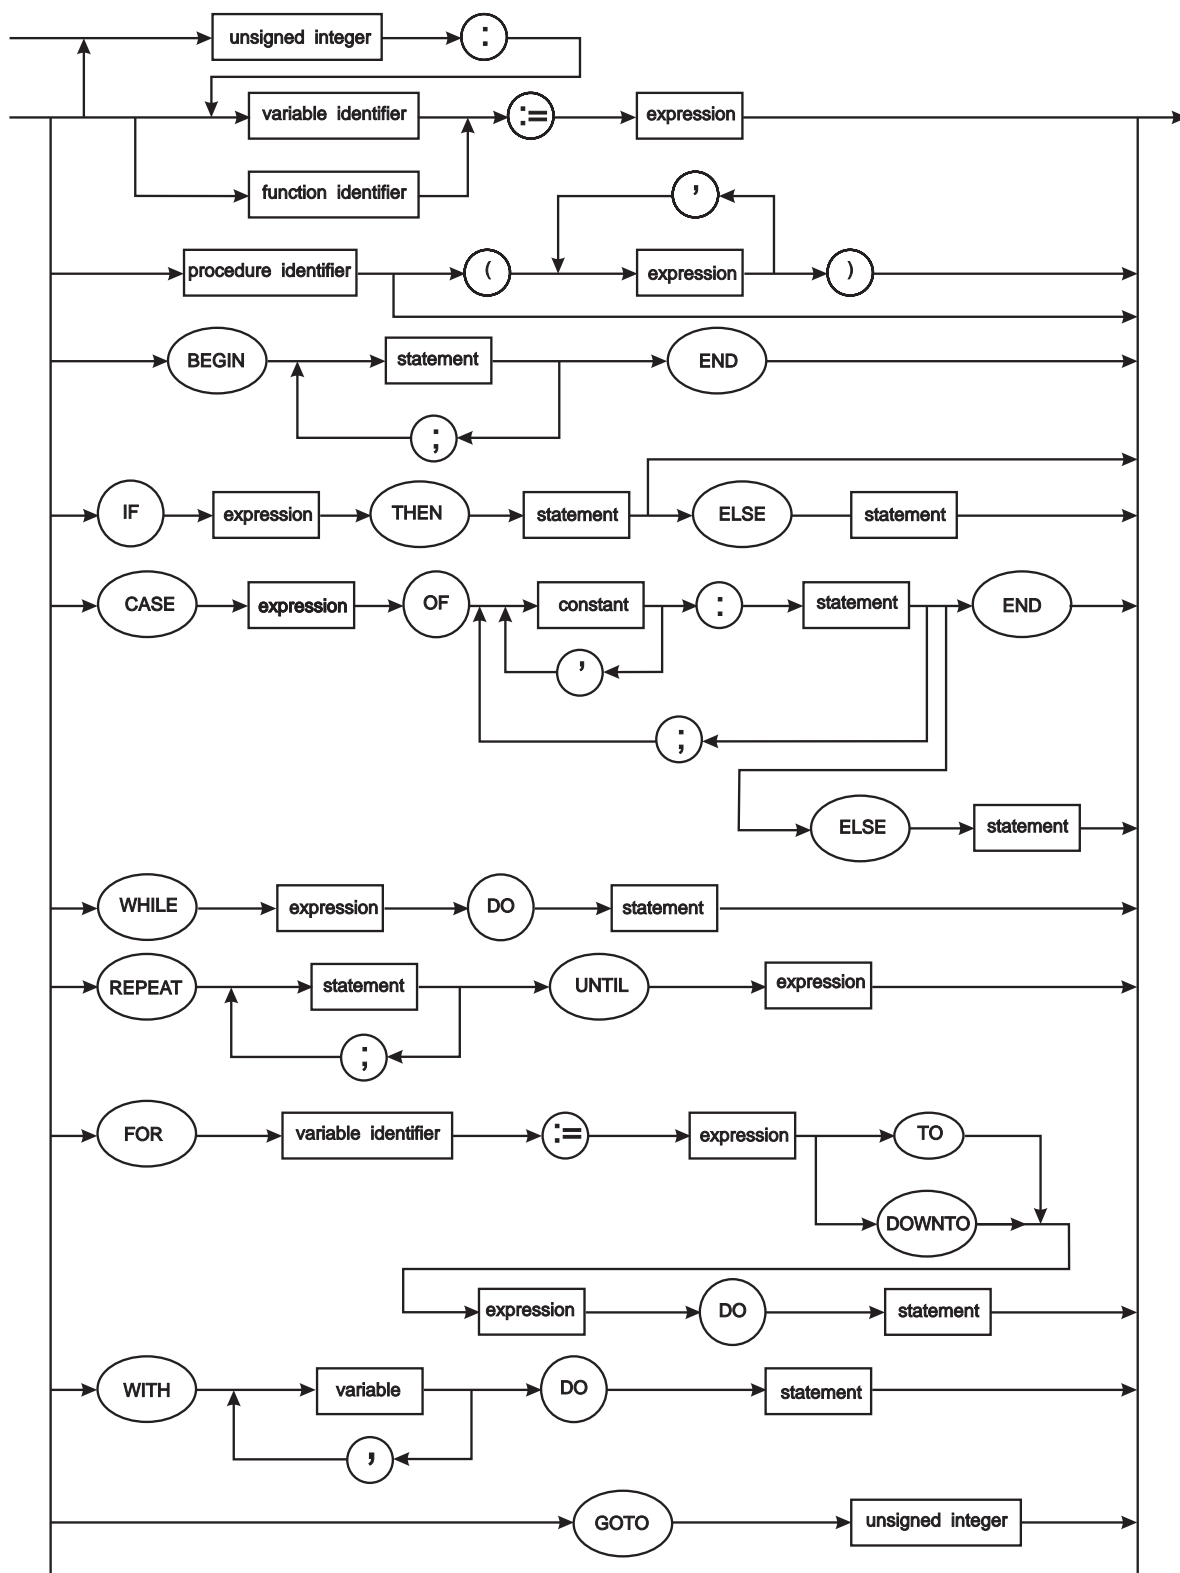 unsigned integer :
variable identifier := expression
function identifier
,
procedure identifier ( expression )
BEGIN statement END
;
IF expression THEN statement ELSE statement
CASE expression OF constant : statement END
,
;
ELSE statement
WHILE expression DO statement
REPEAT statement UNTIL expression
;
FOR variable identifier := expression TO
DOWNTO
expression DO statement
WITH variable DO statement
,
GOTO unsigned integer